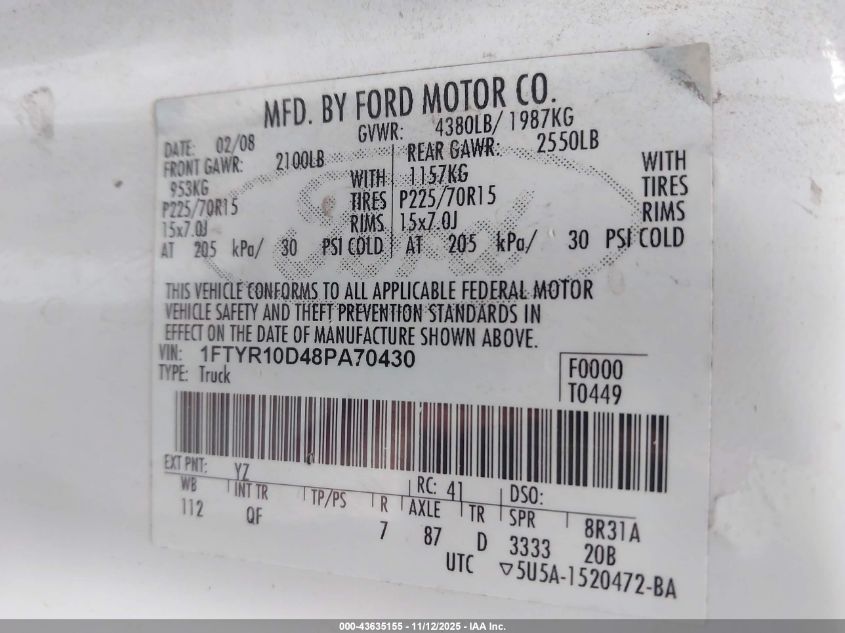 MFD. BY FORD MOTOR CO.
DATE: 02/08 GVWR: 4380LB/ 1987KG
FRONT GAWR: 2100LB REAR GAWR: 2550LB
953KG WITH 1157KG WITH
P225/70R15 TIRES P225/70R15 TIRES
15x7.0J RIMS 15x7.0J RIMS
AT 205 kPa/ 30 PSI COLD AT 205 kPa/ 30 PSI COLD
THIS VEHICLE CONFORMS TO ALL APPLICABLE FEDERAL MOTOR
VEHICLE SAFETY AND THEFT PREVENTION STANDARDS IN
EFFECT ON THE DATE OF MANUFACTURE SHOWN ABOVE.
VIN: 1FTYR10D48PA70430 F0000
TYPE: Truck T0449
EXT PNT: YZ RC: 41 DSO:
WB INT TR TP/PS R AXLE TR SPR 8R31A
112 QF 7 87 D 3333 20B
UTC ▽5U5A-1520472-BA
000-43635155 - 11/12/2025 - IAA Inc.